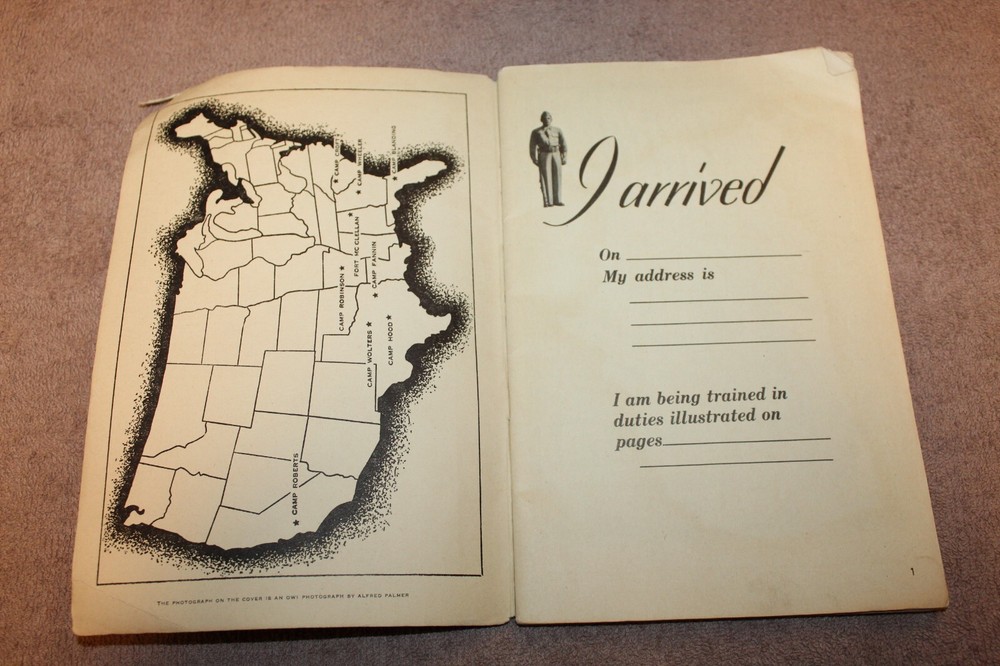 CAMP WHEELER
CAMP BLANDING
FORT MC CLELLAN
CAMP FANNIN
CAMP ROBINSON
CAMP WOLTERS
CAMP HOOD
CAMP ROBERTS
THE PHOTOGRAPH ON THE COVER IS AN OWI PHOTOGRAPH BY ALFRED PALMER
I arrived
On
My address is
I am being trained in
duties illustrated on
pages
1